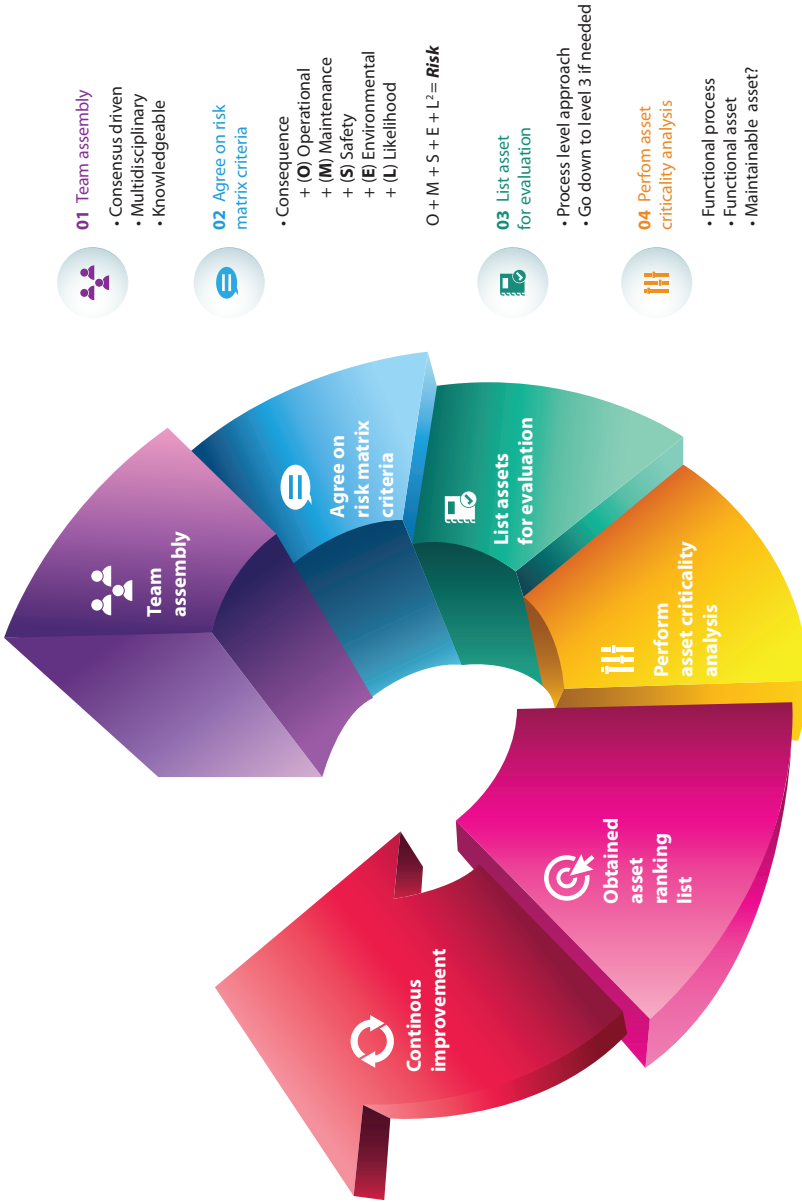 Team
assembly
Agree on
risk matrix
criteria
List assets
for evaluation
Perform
asset criticality
analysis
Obtained
asset
ranking
list
Continous
improvement
01 Team assembly
• Consensus driven
• Multidisciplinary
• Knowledgeable
02 Agree on risk
matrix criteria
• Consequence
+ (O) Operational
+ (M) Maintenance
+ (S) Safety
+ (E) Environmental
+ (L) Likelihood
O + M + S + E + L² = Risk
03 List asset
for evaluation
• Process level approach
• Go down to level 3 if needed
04 Perfom asset
criticality analysis
• Functional process
• Functional asset
• Maintainable asset?